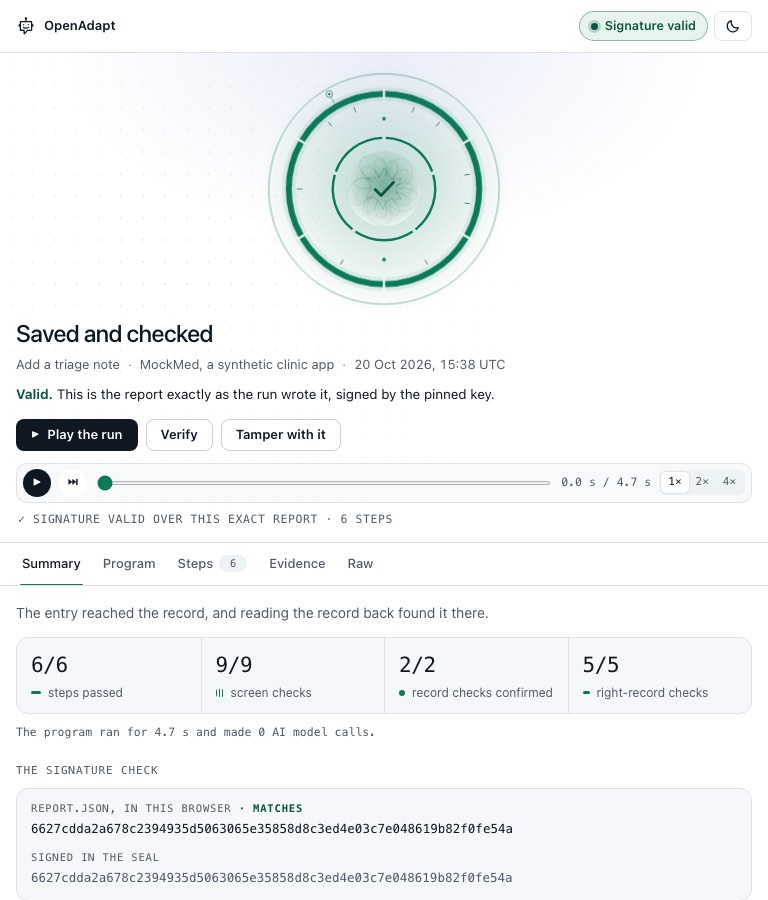 OpenAdapt
Signature valid
Saved and checked
Add a triage note · MockMed, a synthetic clinic app · 20 Oct 2026, 15:38 UTC
Valid. This is the report exactly as the run wrote it, signed by the pinned key.
Play the run
Verify
Tamper with it
0.0 s / 4.7 s
1×
2×
4×
✓ SIGNATURE VALID OVER THIS EXACT REPORT · 6 STEPS
Summary
Program
Steps 6
Evidence
Raw
The entry reached the record, and reading the record back found it there.
6/6
steps passed
9/9
screen checks
2/2
record checks confirmed
5/5
right-record checks
The program ran for 4.7 s and made 0 AI model calls.
THE SIGNATURE CHECK
REPORT.JSON, IN THIS BROWSER · MATCHES
6627cdda2a678c2394935d5063065e35858d8c3ed4e03c7e048619b82f0fe54a
SIGNED IN THE SEAL
6627cdda2a678c2394935d5063065e35858d8c3ed4e03c7e048619b82f0fe54a